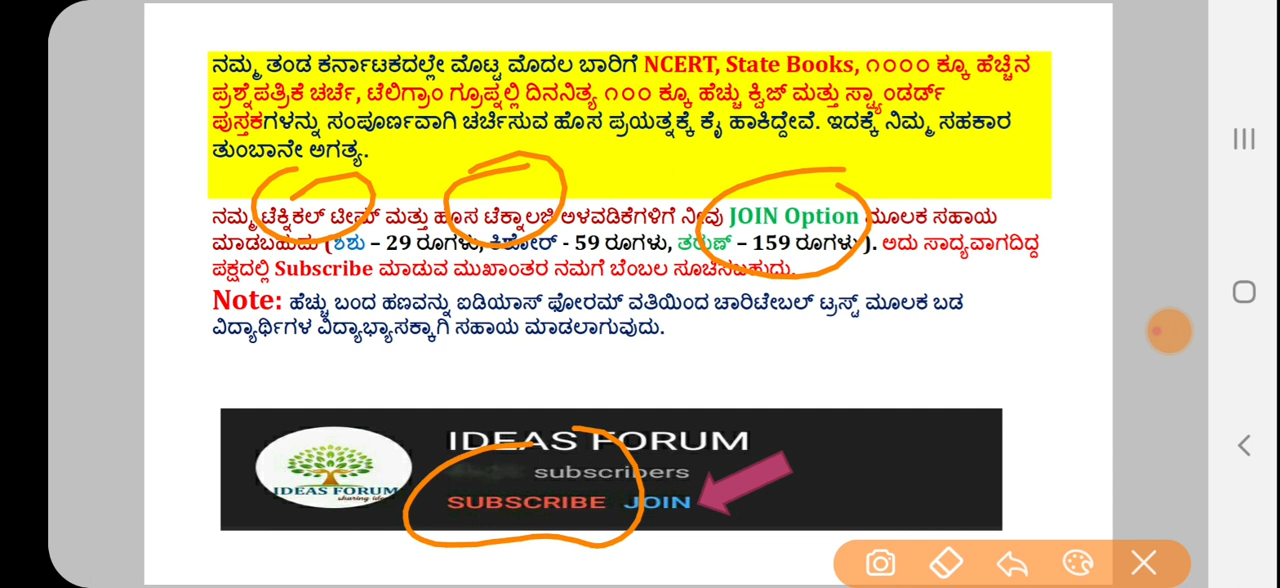 ನಮ್ಮ ತಂಡ ಕರ್ನಾಟಕದಲ್ಲೇ ಮೊಟ್ಟ ಮೊದಲ ಬಾರಿಗೆ NCERT, State Books, ೧೦೦೦ ಕ್ಕೂ ಹೆಚ್ಚಿನ
ಪ್ರಶ್ನೆಪತ್ರಿಕೆ ಚರ್ಚೆ, ಟೆಲಿಗ್ರಾಂ ಗ್ರೂಪ್ನಲ್ಲಿ ದಿನನಿತ್ಯ ೧೦೦ ಕ್ಕೂ ಹೆಚ್ಚು ಕ್ವಿಜ್ ಮತ್ತು ಸ್ಟ್ಯಾಂಡರ್ಡ್
ಪುಸ್ತಕಗಳನ್ನು ಸಂಪೂರ್ಣವಾಗಿ ಚರ್ಚಿಸುವ ಹೊಸ ಪ್ರಯತ್ನಕ್ಕೆ ಕೈ ಹಾಕಿದ್ದೇವೆ. ಇದಕ್ಕೆ ನಿಮ್ಮ ಸಹಕಾರ
ತುಂಬಾನೇ ಅಗತ್ಯ.
ನಮ್ಮ ಟೆಕ್ನಿಕಲ್ ಟೀಮ್ ಮತ್ತು ಹೊಸ ಟೆಕ್ನಾಲಜಿ ಅಳವಡಿಕೆಗಳಿಗೆ ನೀವು JOIN Option ಮೂಲಕ ಸಹಾಯ
ಮಾಡಬಹುದು (ಶಿಶು – 29 ರೂಗಳು, ಕಿಶೋರ್ - 59 ರೂಗಳು, ತರುಣ್ – 159 ರೂಗಳು). ಅದು ಸಾದ್ಯವಾಗದಿದ್ದ
ಪಕ್ಷದಲ್ಲಿ Subscribe ಮಾಡುವ ಮುಖಾಂತರ ನಮಗೆ ಬೆಂಬಲ ಸೂಚಿಸಬಹುದು.
Note: ಹೆಚ್ಚು ಬಂದ ಹಣವನ್ನು ಐಡಿಯಾಸ್ ಫೋರಮ್ ವತಿಯಿಂದ ಚಾರಿಟೇಬಲ್ ಟ್ರಸ್ಟ್ ಮೂಲಕ ಬಡ
ವಿದ್ಯಾರ್ಥಿಗಳ ವಿದ್ಯಾಭ್ಯಾಸಕ್ಕಾಗಿ ಸಹಾಯ ಮಾಡಲಾಗುವುದು.
IDEAS FORUM
subscribers
SUBSCRIBE JOIN
IDEAS FORUM